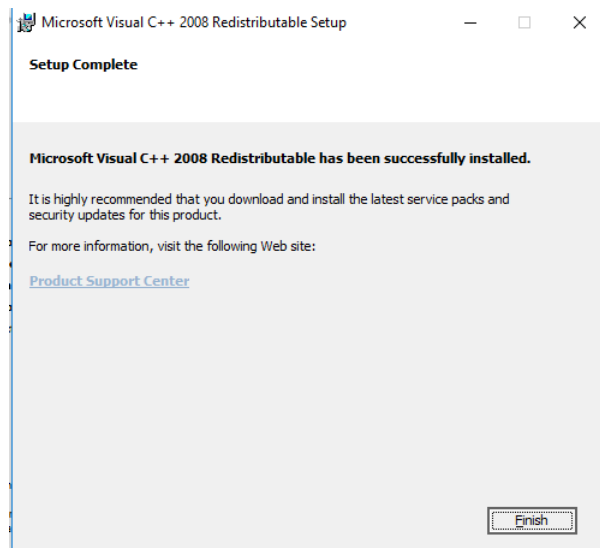 Microsoft Visual C++ 2008 Redistributable Setup
Setup Complete
Microsoft Visual C++ 2008 Redistributable has been successfully installed.
It is highly recommended that you download and install the latest service packs and
security updates for this product.
For more information, visit the following Web site:
Product Support Center
Finish